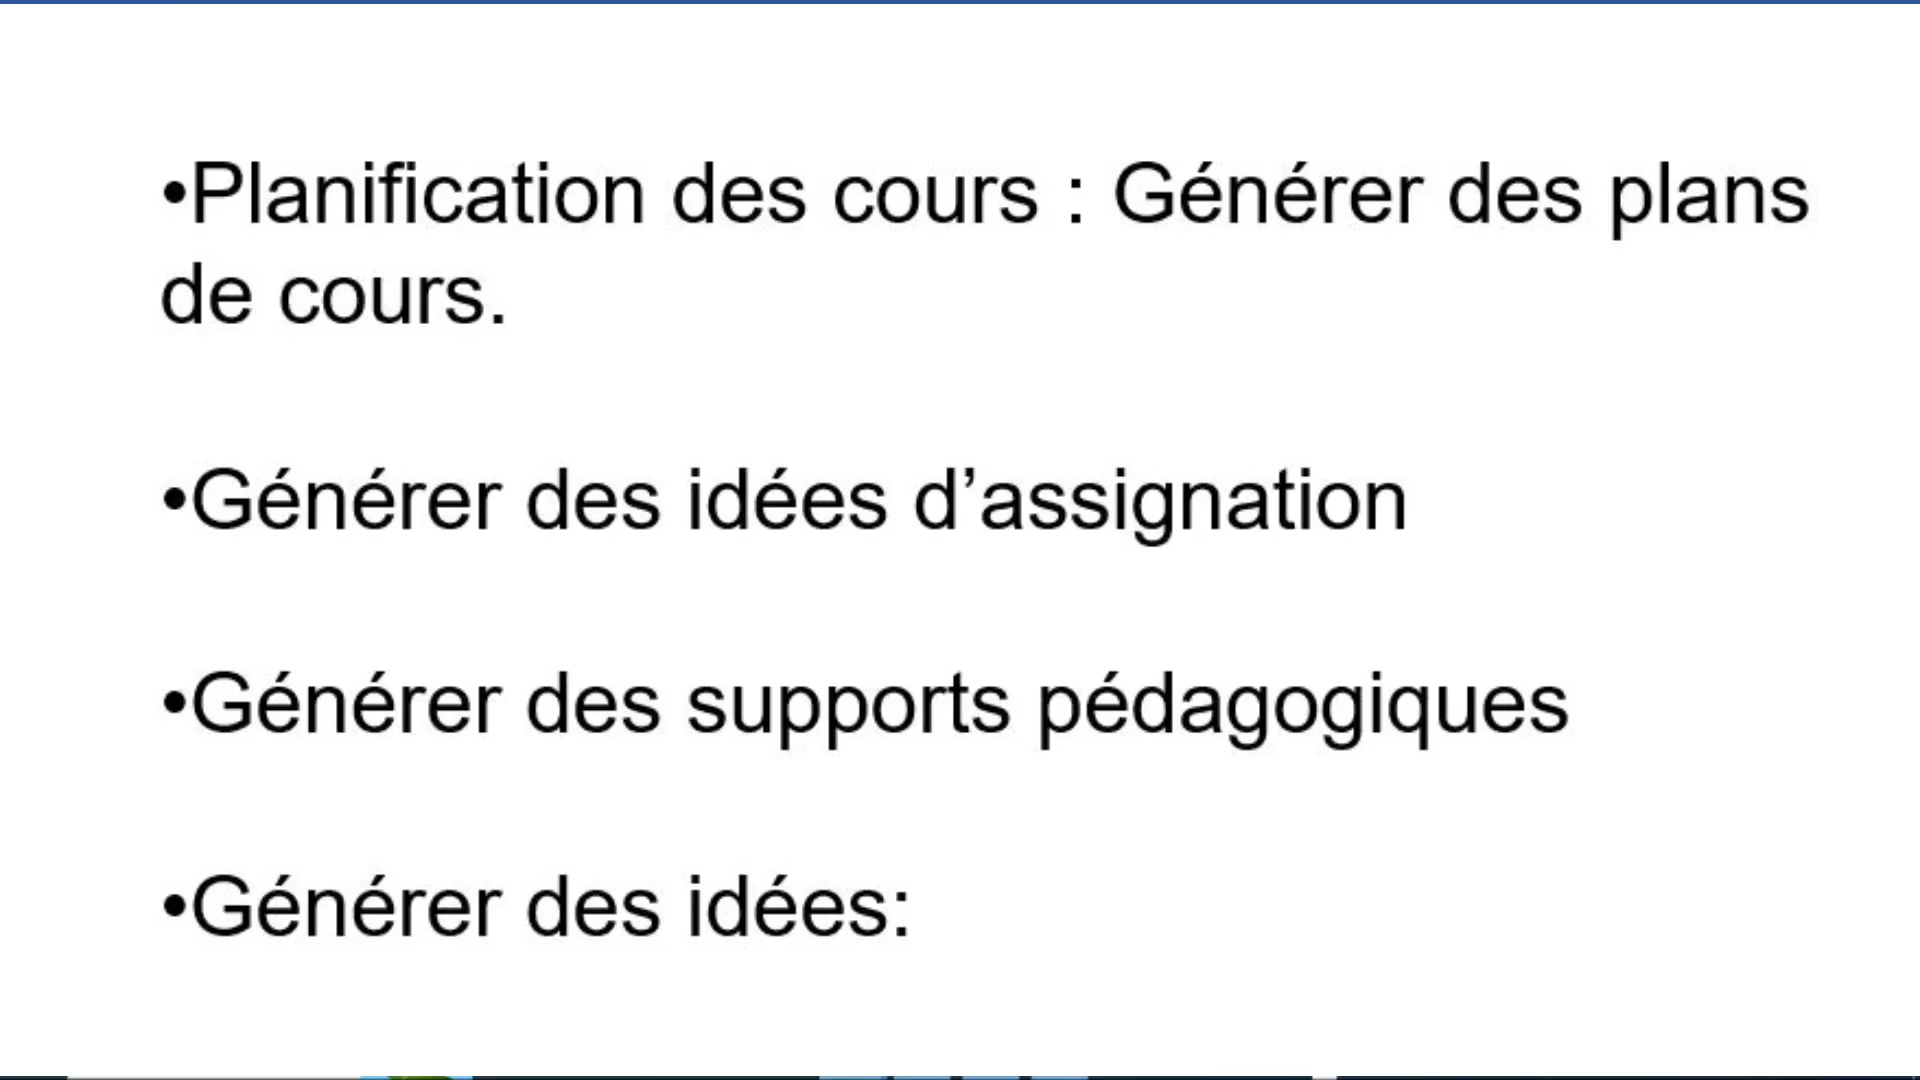 •Planification des cours : Générer des plans
de cours.
•Générer des idées d’assignation
•Générer des supports pédagogiques
•Générer des idées: